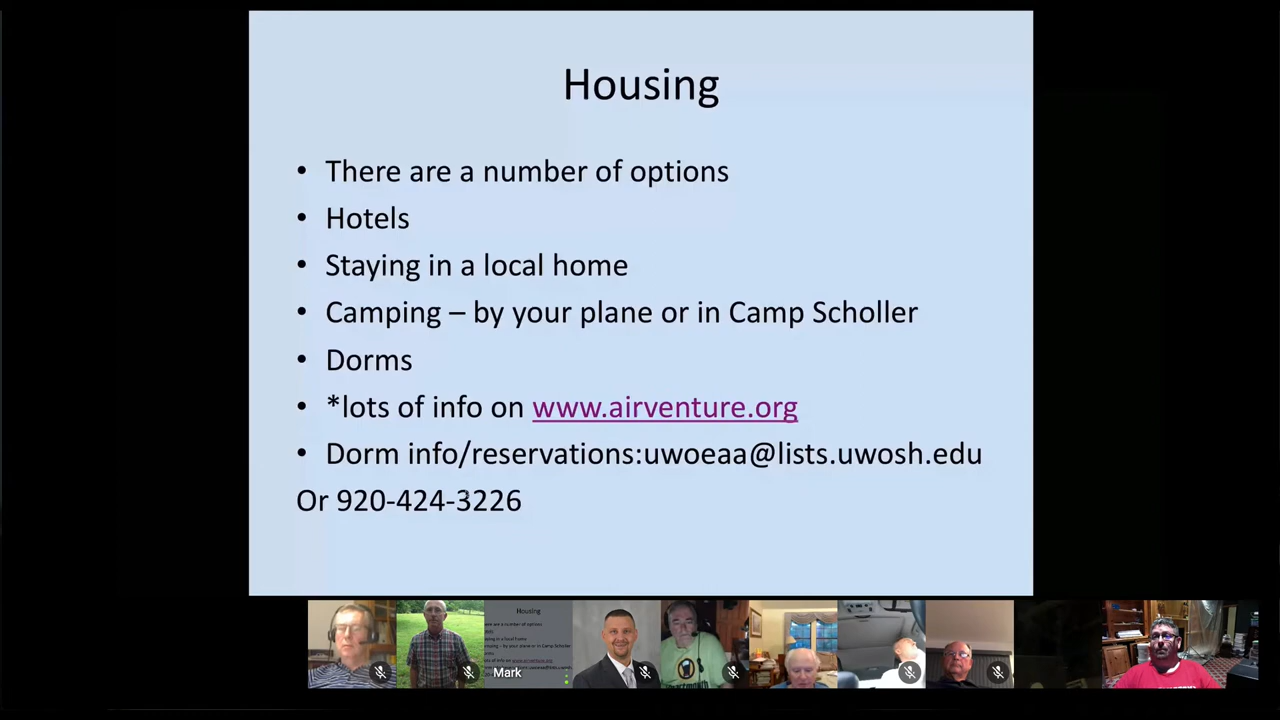 Housing
• There are a number of options
• Hotels
• Staying in a local home
• Camping – by your plane or in Camp Scholler
• Dorms
• *lots of info on www.airventure.org
• Dorm info/reservations:uwoeaa@lists.uwosh.edu
Or 920-424-3226
Housing
Mark